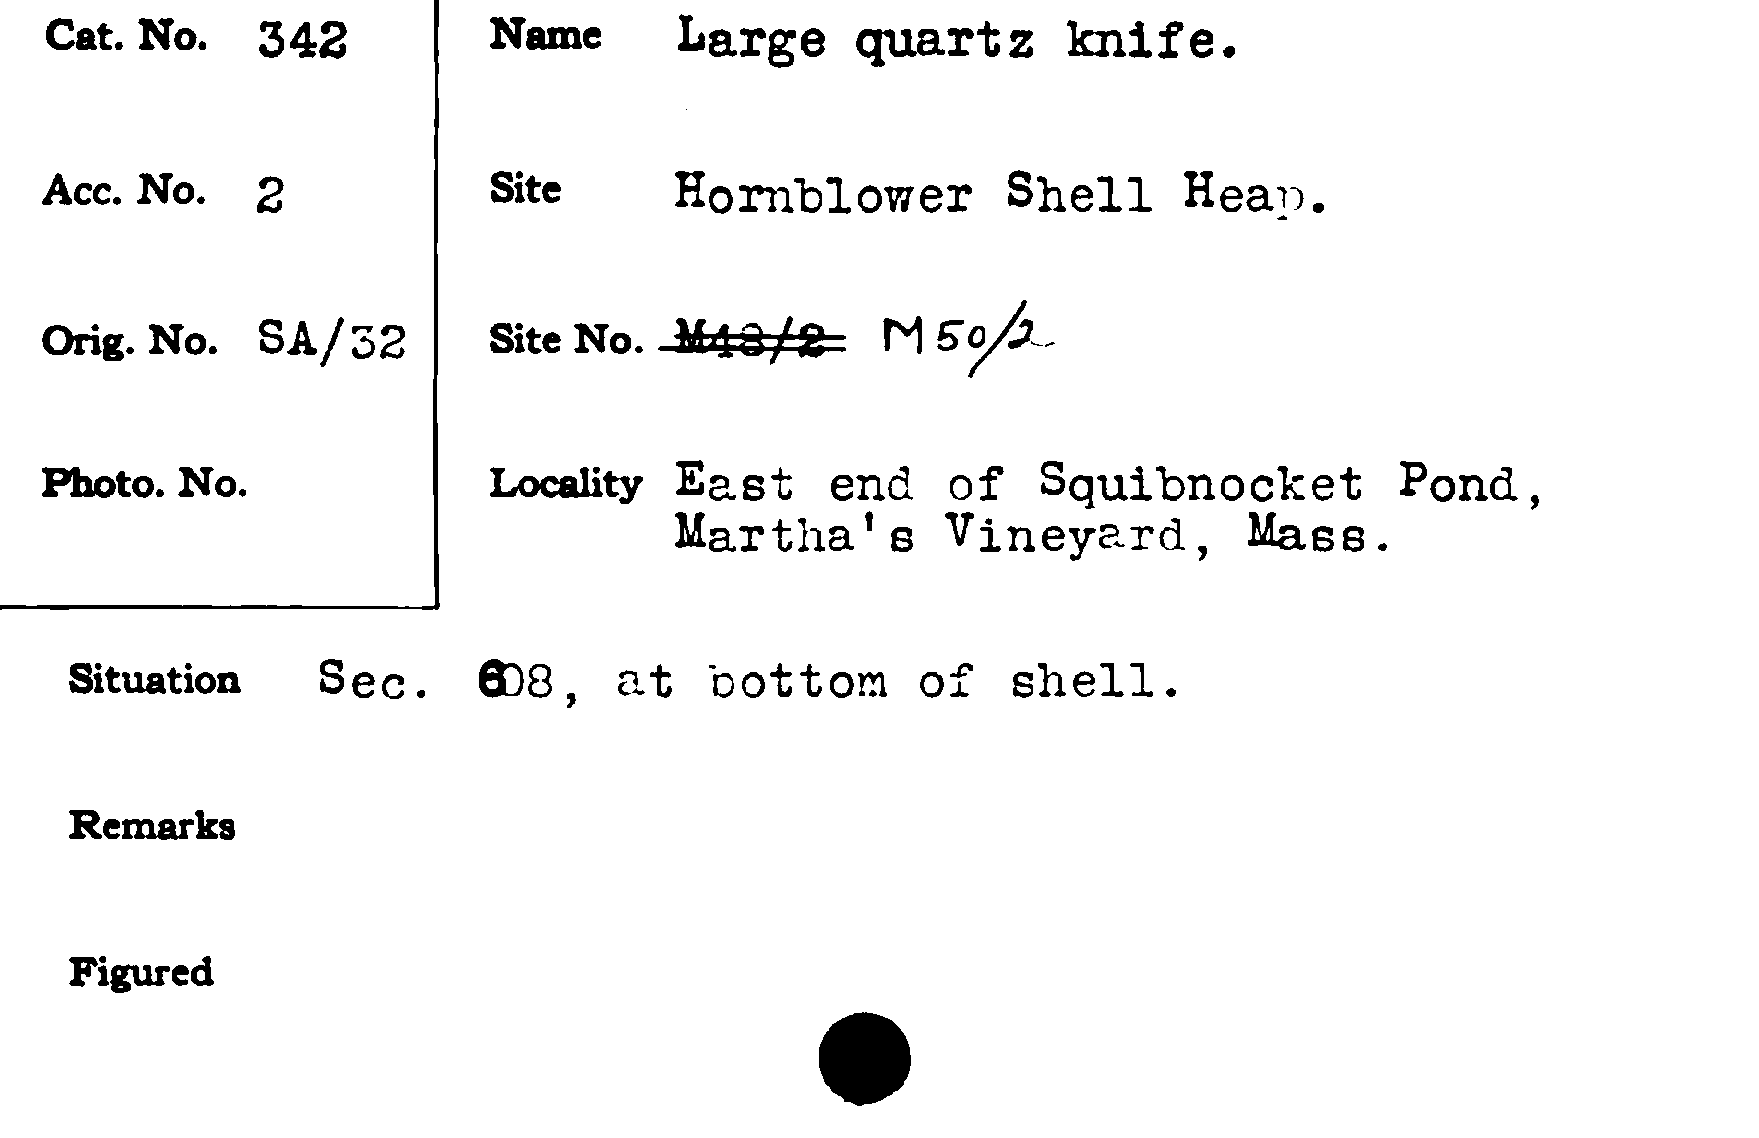 Cat. No. 342
Name Large quartz knife.
Acc. No. 2
Site Hornblower Shell Heap.
Orig. No. SA/32
Site No. M48/2 M50/2
Photo. No.
Locality East end of Squibnocket Pond,
Martha's Vineyard, Mass.
Situation Sec. 608, at bottom of shell.
Remarks
Figured